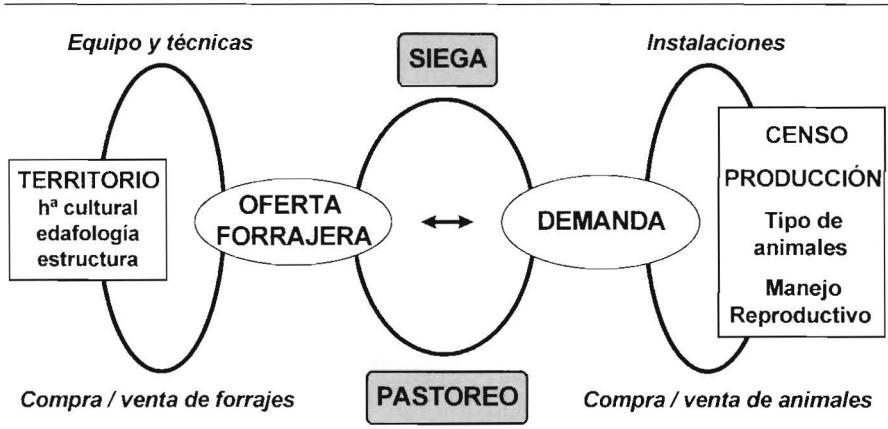 Equipo y técnicas
SIEGA
Instalaciones
TERRITORIO
hª cultural
edafología
estructura
OFERTA
FORRAJERA
DEMANDA
CENSO
PRODUCCIÓN
Tipo de
animales
Manejo
Reproductivo
Compra / venta de forrajes
PASTOREO
Compra / venta de animales